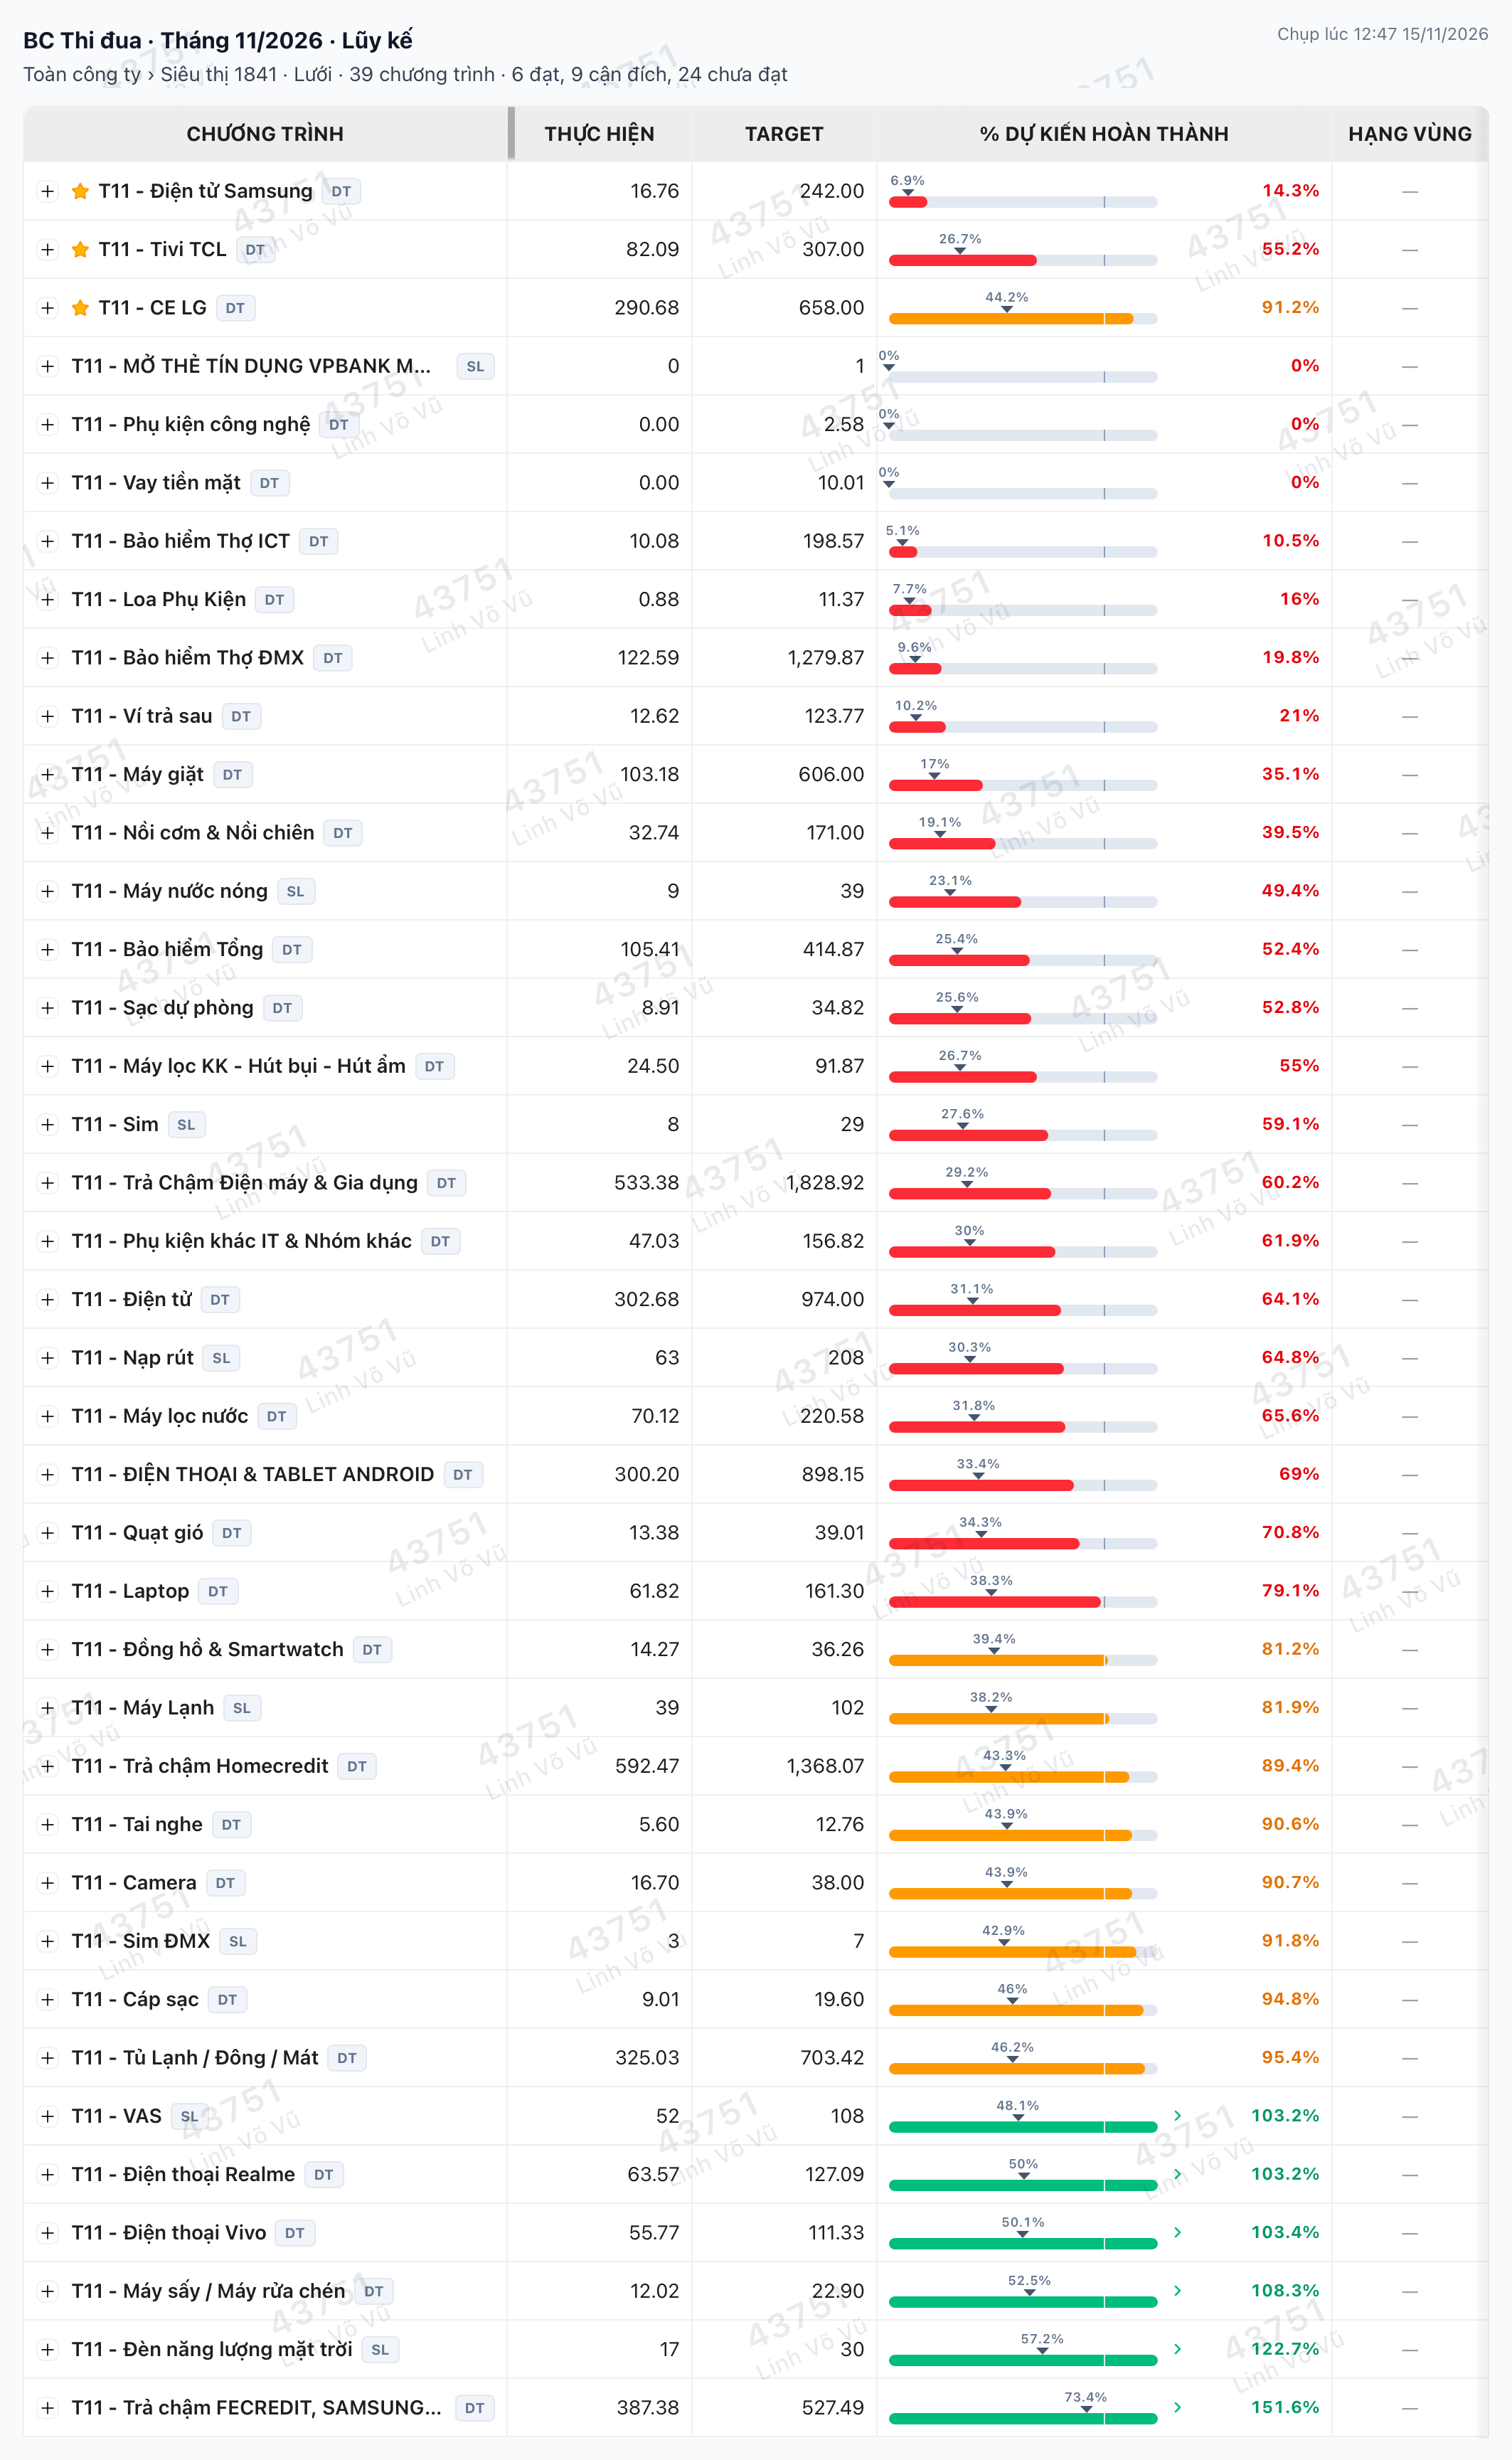 BC Thi đua · Tháng 11/2026 · Lũy kế
Chụp lúc 12:47 15/11/2026
Toàn công ty › Siêu thị 1841 · Lưới · 39 chương trình · 6 đạt, 9 cận đích, 24 chưa đạt
CHƯƠNG TRÌNH THỰC HIỆN TARGET % DỰ KIẾN HOÀN THÀNH HẠNG VÙNG
T11 - Điện tử Samsung DT 16.76 242.00 6.9% 14.3% —
T11 - Tivi TCL DT 82.09 307.00 26.7% 55.2% —
T11 - CE LG DT 290.68 658.00 44.2% 91.2% —
T11 - MỞ THẺ TÍN DỤNG VPBANK M... SL 0 1 0% 0% —
T11 - Phụ kiện công nghệ DT 0.00 2.58 0% 0% —
T11 - Vay tiền mặt DT 0.00 10.01 0% 0% —
T11 - Bảo hiểm Thợ ICT DT 10.08 198.57 5.1% 10.5% —
T11 - Loa Phụ Kiện DT 0.88 11.37 7.7% 16% —
T11 - Bảo hiểm Thợ ĐMX DT 122.59 1,279.87 9.6% 19.8% —
T11 - Ví trả sau DT 12.62 123.77 10.2% 21% —
T11 - Máy giặt DT 103.18 606.00 17% 35.1% —
T11 - Nồi cơm & Nồi chiên DT 32.74 171.00 19.1% 39.5% —
T11 - Máy nước nóng SL 9 39 23.1% 49.4% —
T11 - Bảo hiểm Tổng DT 105.41 414.87 25.4% 52.4% —
T11 - Sạc dự phòng DT 8.91 34.82 25.6% 52.8% —
T11 - Máy lọc KK - Hút bụi - Hút ẩm DT 24.50 91.87 26.7% 55% —
T11 - Sim SL 8 29 27.6% 59.1% —
T11 - Trả Chậm Điện máy & Gia dụng DT 533.38 1,828.92 29.2% 60.2% —
T11 - Phụ kiện khác IT & Nhóm khác DT 47.03 156.82 30% 61.9% —
T11 - Điện tử DT 302.68 974.00 31.1% 64.1% —
T11 - Nạp rút SL 63 208 30.3% 64.8% —
T11 - Máy lọc nước DT 70.12 220.58 31.8% 65.6% —
T11 - ĐIỆN THOẠI & TABLET ANDROID DT 300.20 898.15 33.4% 69% —
T11 - Quạt gió DT 13.38 39.01 34.3% 70.8% —
T11 - Laptop DT 61.82 161.30 38.3% 79.1% —
T11 - Đồng hồ & Smartwatch DT 14.27 36.26 39.4% 81.2% —
T11 - Máy Lạnh SL 39 102 38.2% 81.9% —
T11 - Trả chậm Homecredit DT 592.47 1,368.07 43.3% 89.4% —
T11 - Tai nghe DT 5.60 12.76 43.9% 90.6% —
T11 - Camera DT 16.70 38.00 43.9% 90.7% —
T11 - Sim ĐMX SL 3 7 42.9% 91.8% —
T11 - Cáp sạc DT 9.01 19.60 46% 94.8% —
T11 - Tủ Lạnh / Đông / Mát DT 325.03 703.42 46.2% 95.4% —
T11 - VAS SL 52 108 48.1% 103.2% —
T11 - Điện thoại Realme DT 63.57 127.09 50% 103.2% —
T11 - Điện thoại Vivo DT 55.77 111.33 50.1% 103.4% —
T11 - Máy sấy / Máy rửa chén DT 12.02 22.90 52.5% 108.3% —
T11 - Đèn năng lượng mặt trời SL 17 30 57.2% 122.7% —
T11 - Trả chậm FECREDIT, SAMSUNG... DT 387.38 527.49 73.4% 151.6% —
43751
Linh Võ Vũ